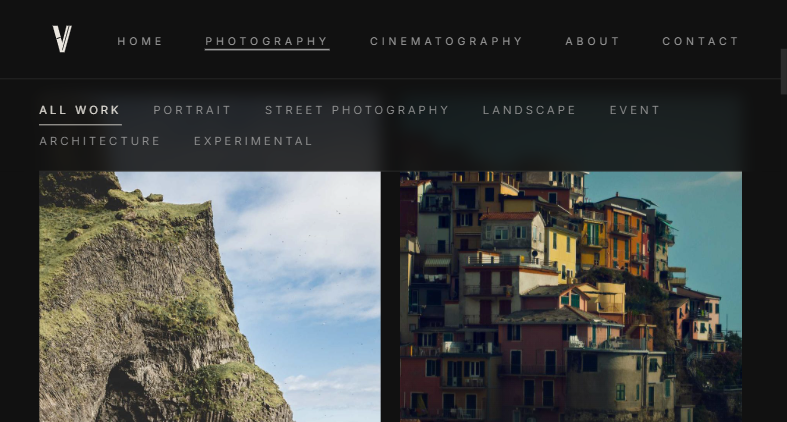 V
HOME PHOTOGRAPHY CINEMATOGRAPHY ABOUT CONTACT
ALL WORK PORTRAIT STREET PHOTOGRAPHY LANDSCAPE EVENT
ARCHITECTURE EXPERIMENTAL